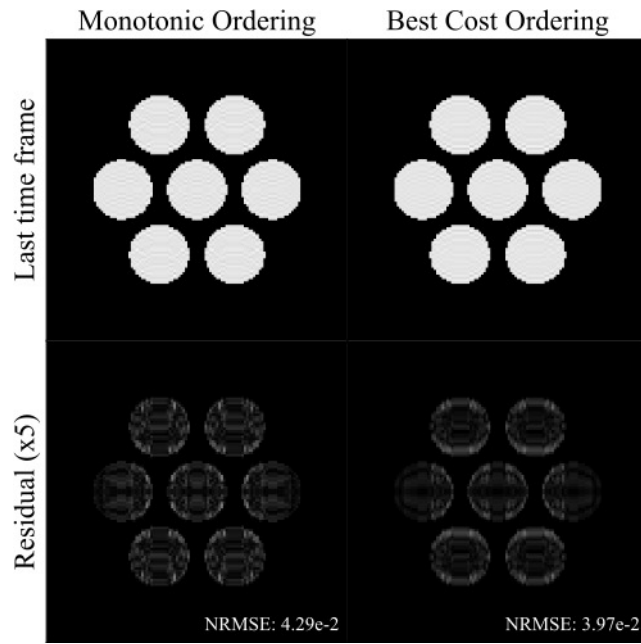 Monotonic Ordering
Best Cost Ordering
Last time frame
Residual (x5)
NRMSE: 4.29e-2
NRMSE: 3.97e-2